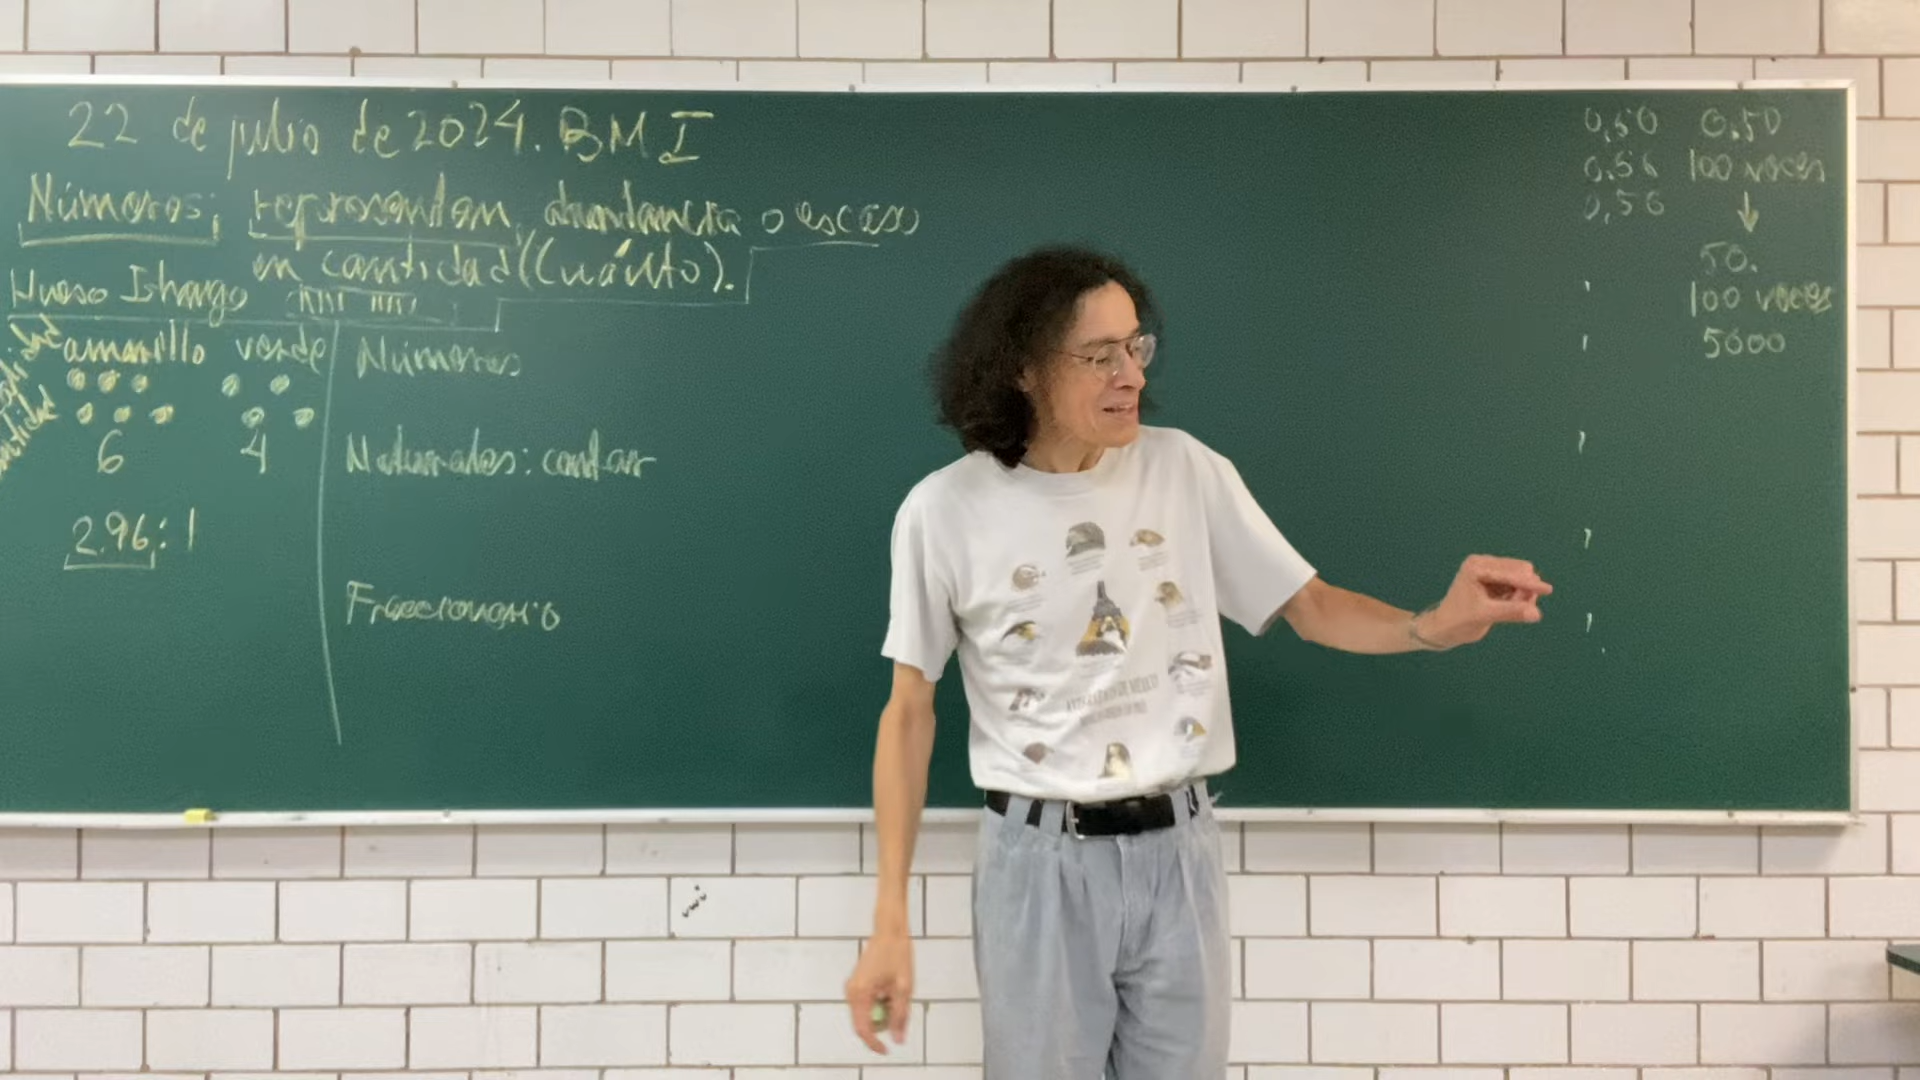 22 de julio de 2024. BMI
Números: representan abundancia o escaso
en cantidad (Cuánto).
Hueso Ishango
amarillo verde
6 4
2.96:1
Números
Naturales: contar
Fraccionario
0,50 0.50
0.56 100 veces
0,56
↓
50.
100 veces
5600